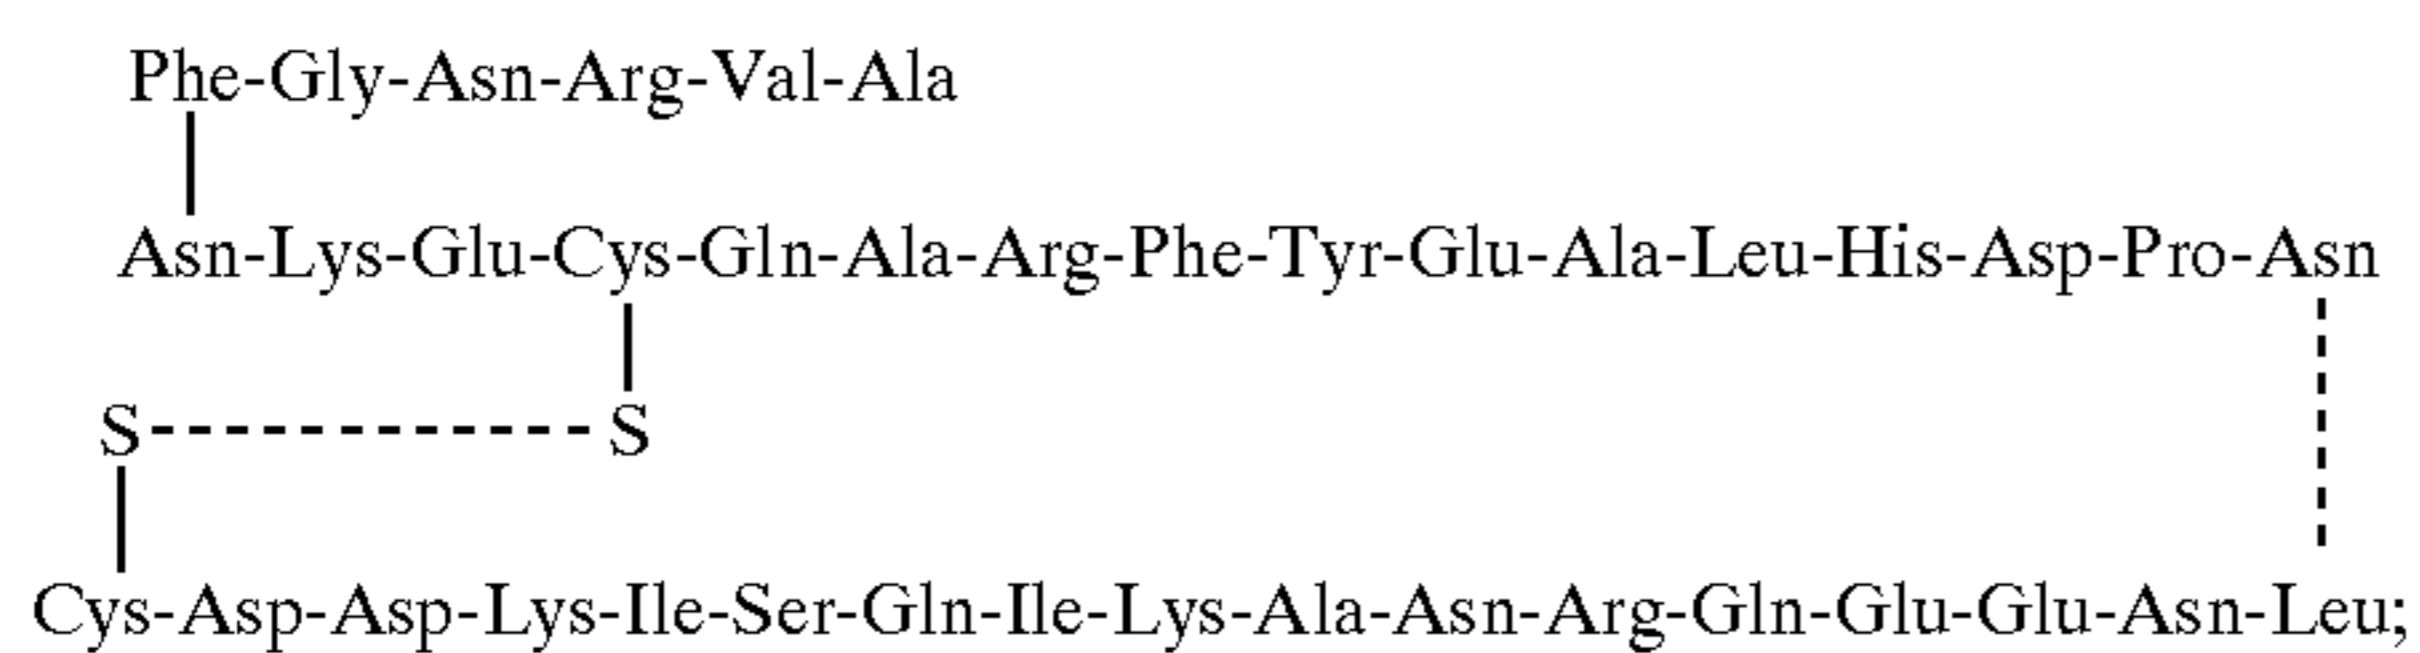 Phe-Gly-Asn-Arg-Val-Ala
Asn-Lys-Glu-Cys-Gln-Ala-Arg-Phe-Tyr-Glu-Ala-Leu-His-Asp-Pro-Asn
S S
Cys-Asp-Asp-Lys-Ile-Ser-Gln-Ile-Lys-Ala-Asn-Arg-Gln-Glu-Glu-Asn-Leu;